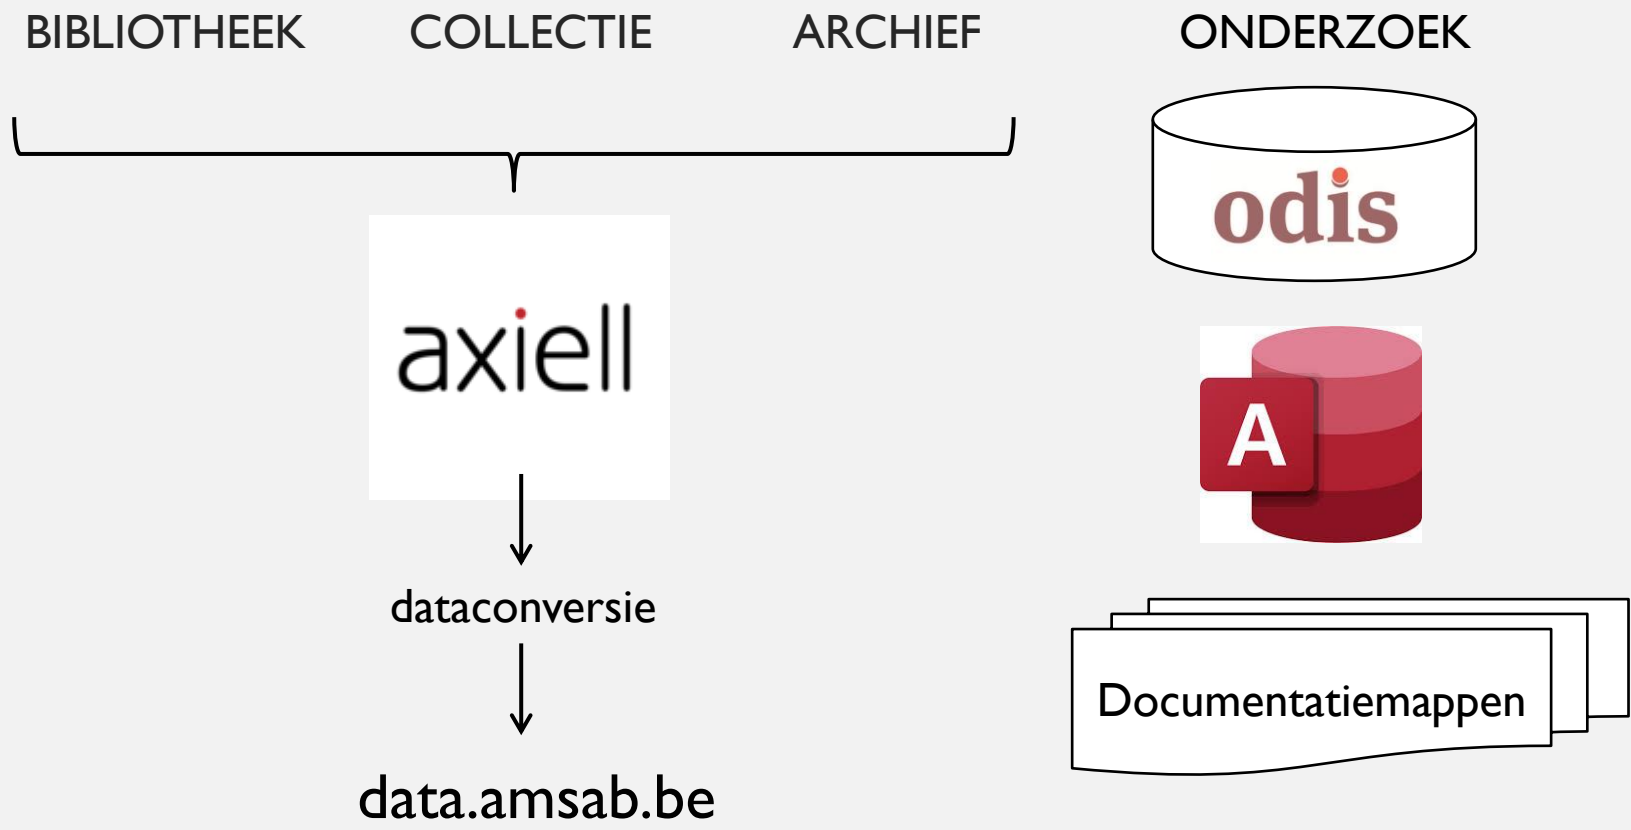 BIBLIOTHEEK COLLECTIE ARCHIEF ONDERZOEK
odis
axiell
A
dataconversie
Documentatiemappen
data.amsab.be